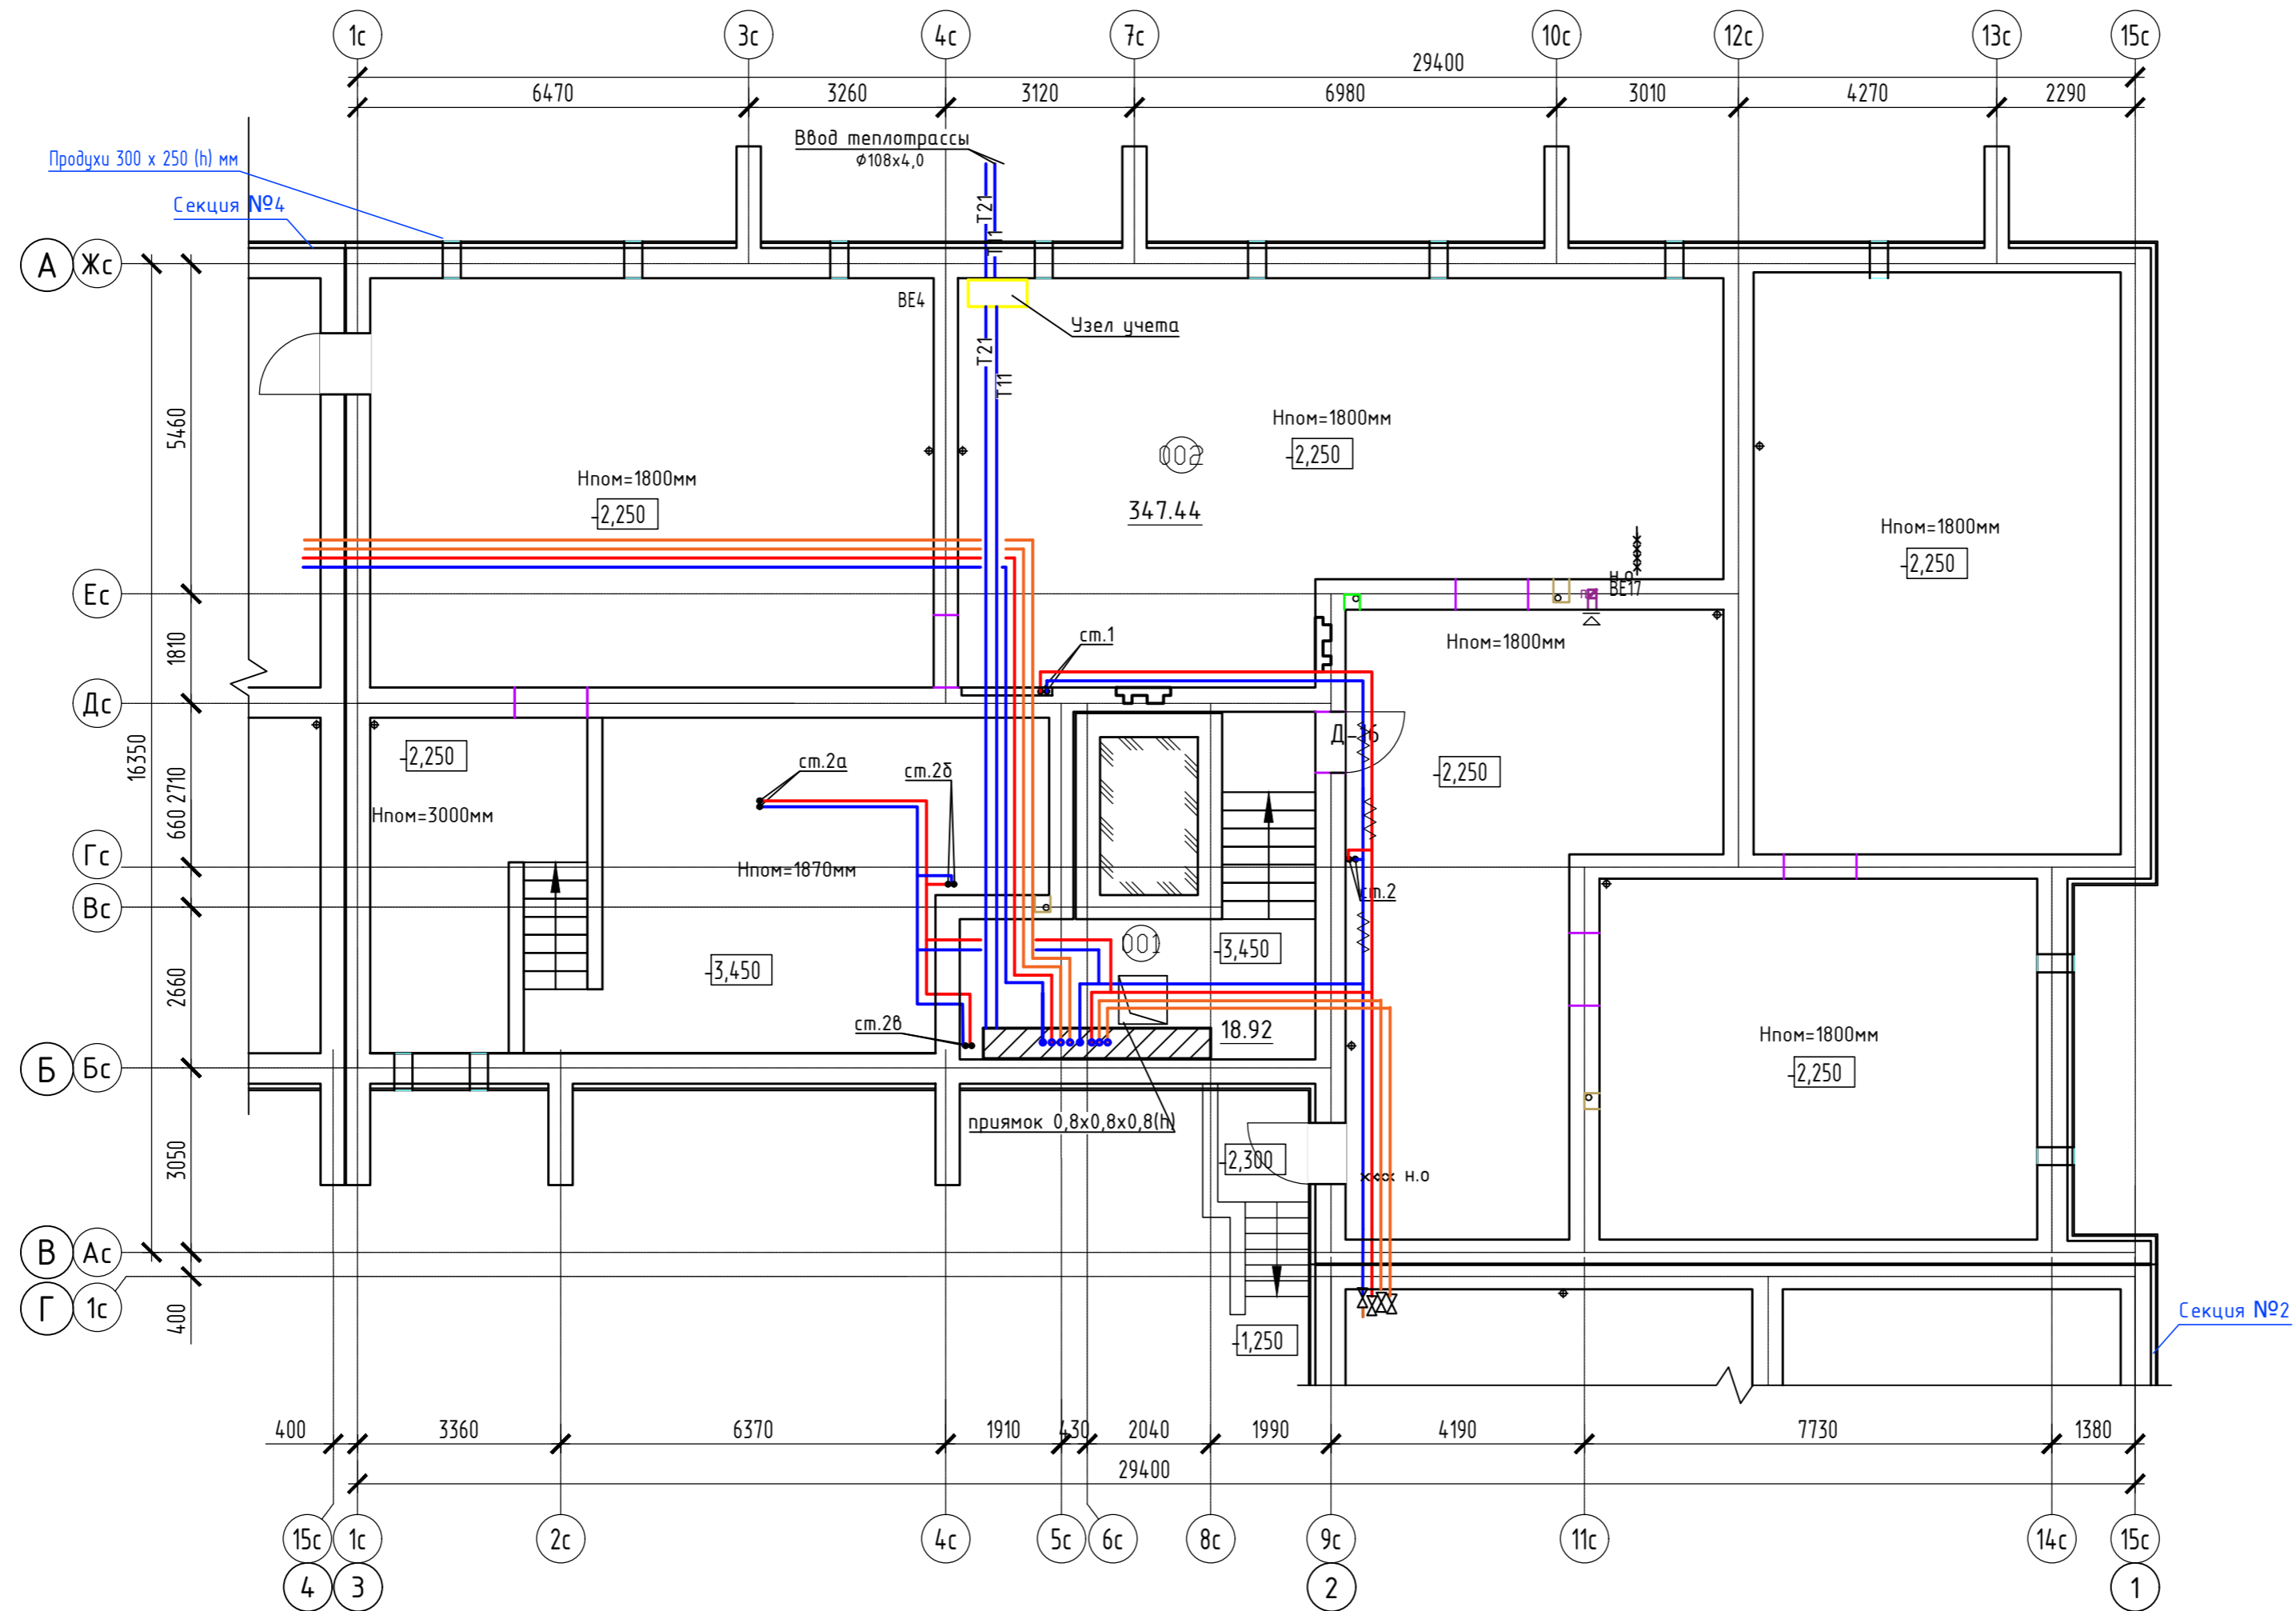 1с 3с 4с 7с 10с 12с 13с 15с
29400
6470 3260 3120 6980 3010 4270 2290
Ввод теплотрассы
ϕ108х4,0
Продухи 300 х 250 (h) мм
Секция №4
Т21
Т11
А Жс
ВЕ4
Узел учета
Т21
Т11
5460
Нпом=1800мм
-2,250
002
347.44
Нпом=1800мм
-2,250
Нпом=1800мм
-2,250
н.о
ВЕ17
Ес
1810
ст.1
Нпом=1800мм
Дс
16350
2710
660
-2,250
Нпом=3000мм
ст.2а
ст.2б
Д-16
-2,250
Гс
Нпом=1870мм
ст.2
Вс
2660
-3,450
001
-3,450
ст.2в
18.92
Нпом=1800мм
-2,250
Б Бс
приямок 0,8х0,8х0,8(h)
3050
-2,300
н.о
В Ас
Г 1с
400
-1,250
Секция №2
400 3360 6370 1910 430 2040 1990 4190 7730 1380
29400
15с 1с 2с 4с 5с 6с 8с 9с 11с 14с 15с
4 3 2 1